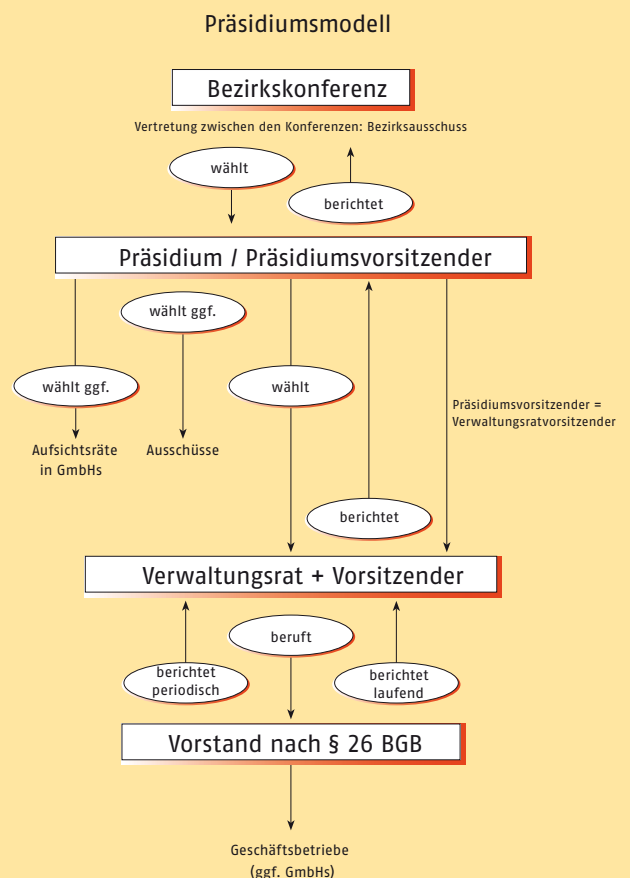 Präsidiumsmodell
Bezirkskonferenz
Vertretung zwischen den Konferenzen: Bezirksausschuss
wählt
berichtet
Präsidium / Präsidiumsvorsitzender
wählt ggf.
wählt ggf.
wählt
Präsidiumsvorsitzender =
Verwaltungsratvorsitzender
Aufsichtsräte
in GmbHs
Ausschüsse
berichtet
Verwaltungsrat + Vorsitzender
beruft
berichtet
periodisch
berichtet
laufend
Vorstand nach § 26 BGB
Geschäftsbetriebe
(ggf. GmbHs)